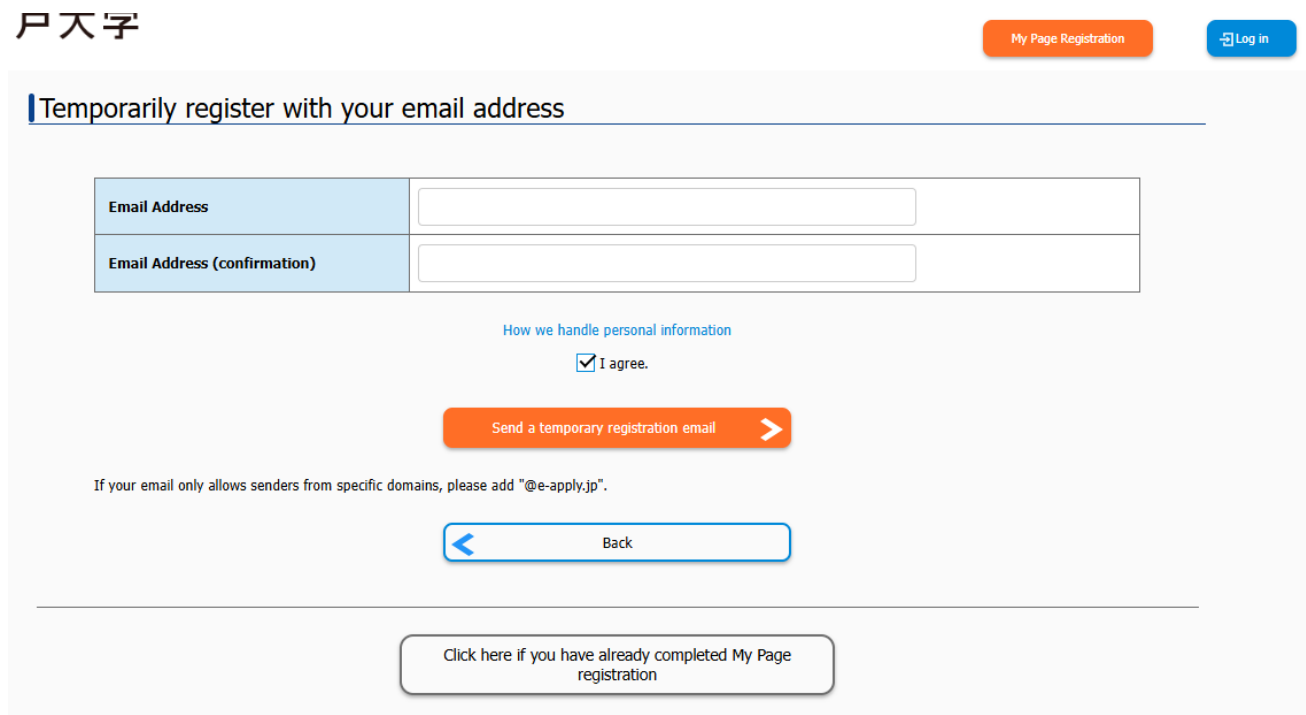 戸大学
My Page Registration
Log in
Temporarily register with your email address
Email Address
Email Address (confirmation)
How we handle personal information
I agree.
Send a temporary registration email
If your email only allows senders from specific domains, please add "@e-apply.jp".
Back
Click here if you have already completed My Page
registration